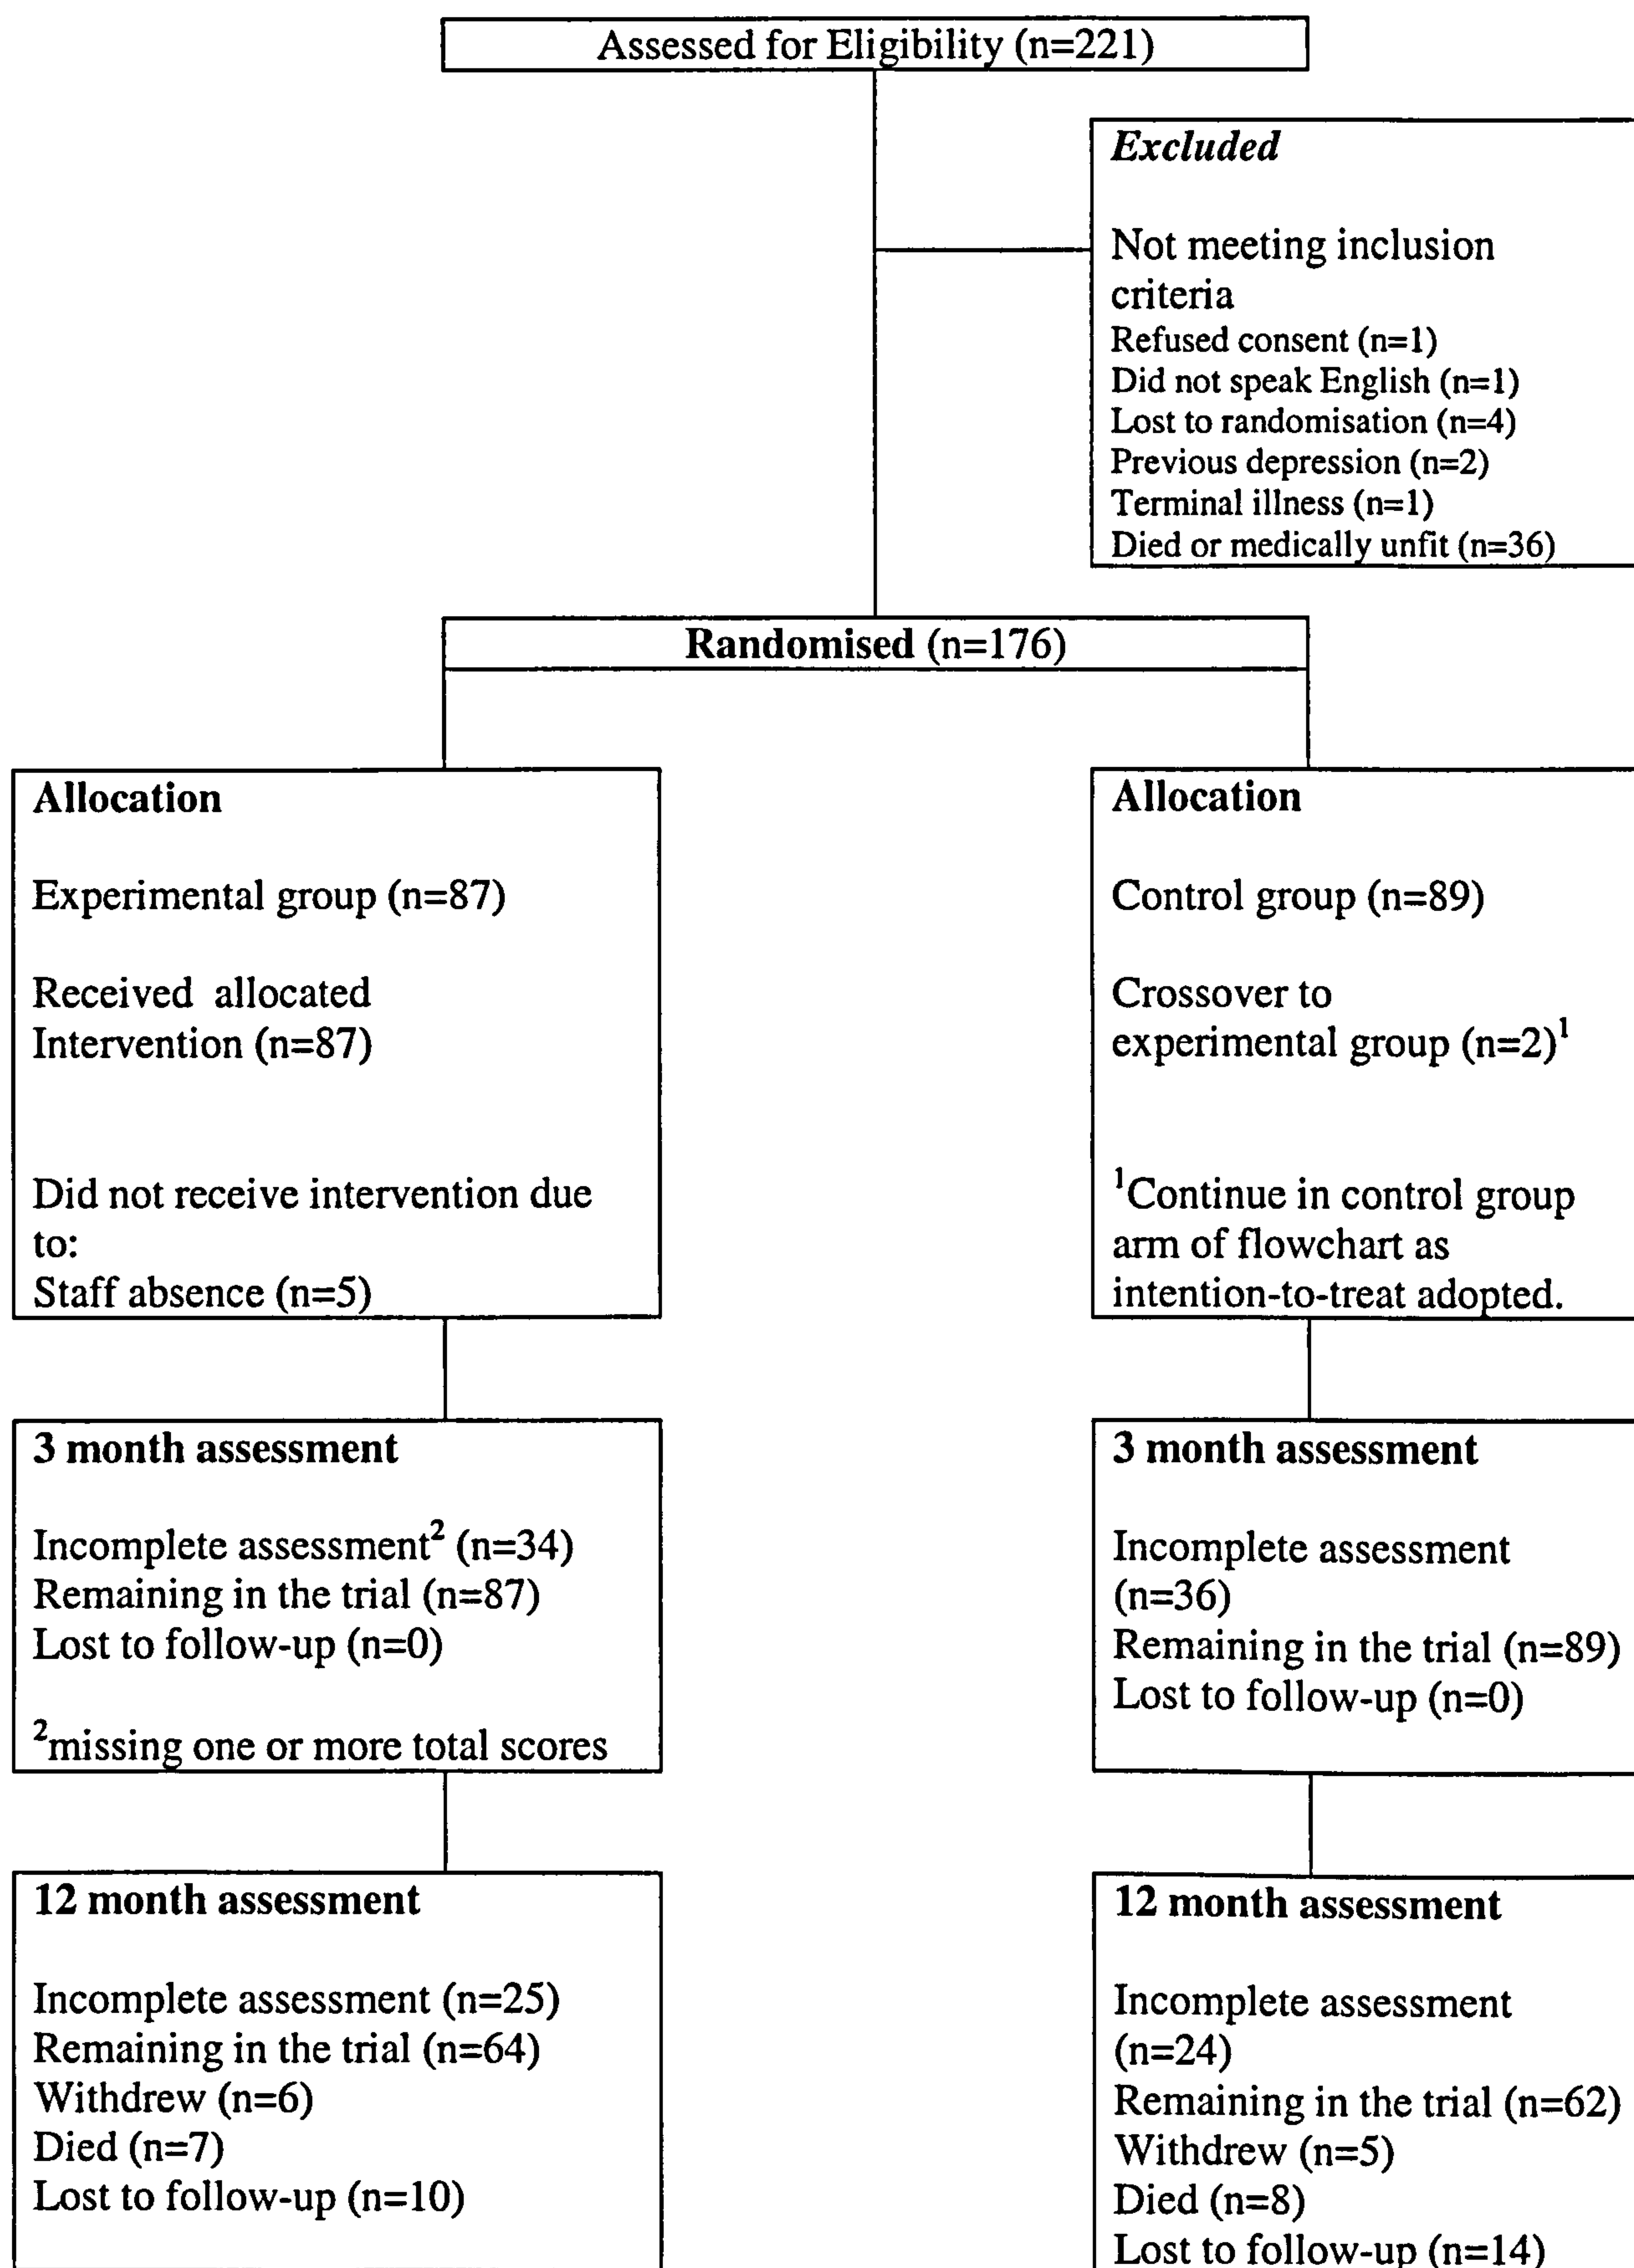 Assessed for Eligibility (n=221)
Excluded
Not meeting inclusion
criteria
Refused consent (n=1)
Did not speak English (n=1)
Lost to randomisation (n=4)
Previous depression (n=2)
Terminal illness (n=1)
Died or medically unfit (n=36)
Randomised (n=176)
Allocation
Experimental group (n=87)
Received allocated
Intervention (n=87)
Did not receive intervention due
to:
Staff absence (n=5)
Allocation
Control group (n=89)
Crossover to
experimental group (n=2)¹
¹Continue in control group
arm of flowchart as
intention-to-treat adopted.
3 month assessment
Incomplete assessment² (n=34)
Remaining in the trial (n=87)
Lost to follow-up (n=0)
²missing one or more total scores
3 month assessment
Incomplete assessment
(n=36)
Remaining in the trial (n=89)
Lost to follow-up (n=0)
12 month assessment
Incomplete assessment (n=25)
Remaining in the trial (n=64)
Withdrew (n=6)
Died (n=7)
Lost to follow-up (n=10)
12 month assessment
Incomplete assessment
(n=24)
Remaining in the trial (n=62)
Withdrew (n=5)
Died (n=8)
Lost to follow-up (n=14)